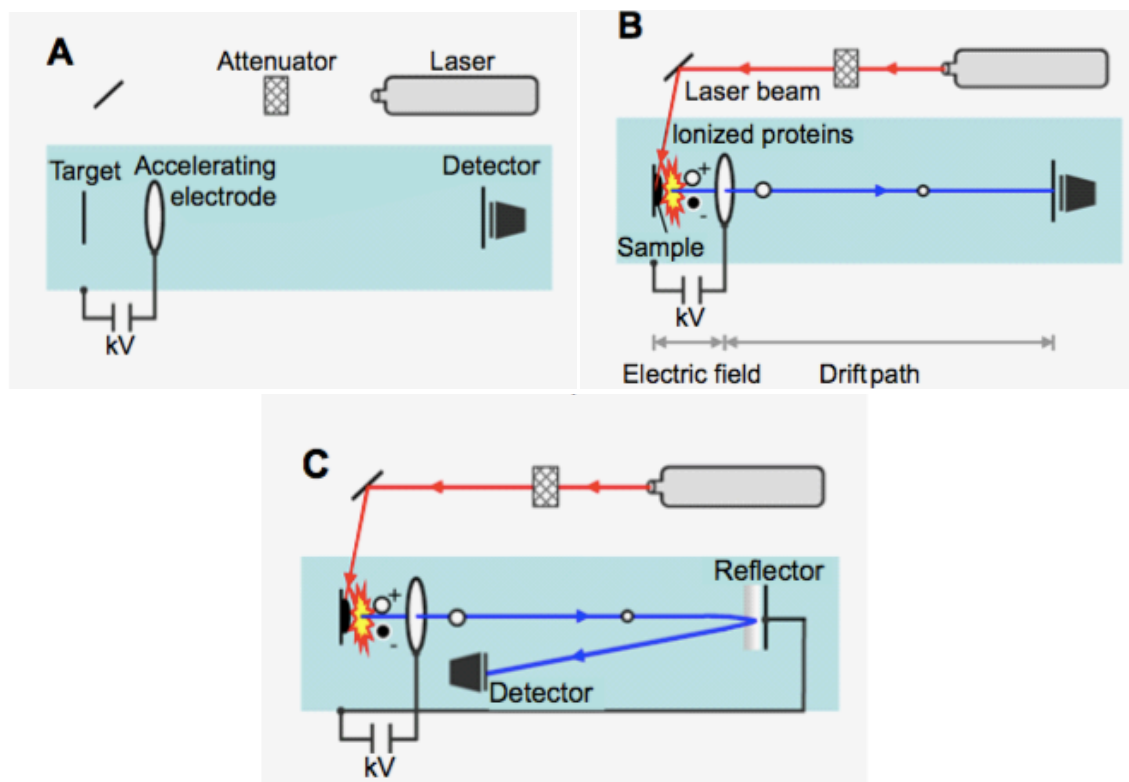 A
Attenuator
Laser
Target
Accelerating
electrode
Detector
kV
B
Laser beam
Ionized proteins
+
-
Sample
kV
Electric field
Drift path
C
Reflector
+
-
Detector
kV